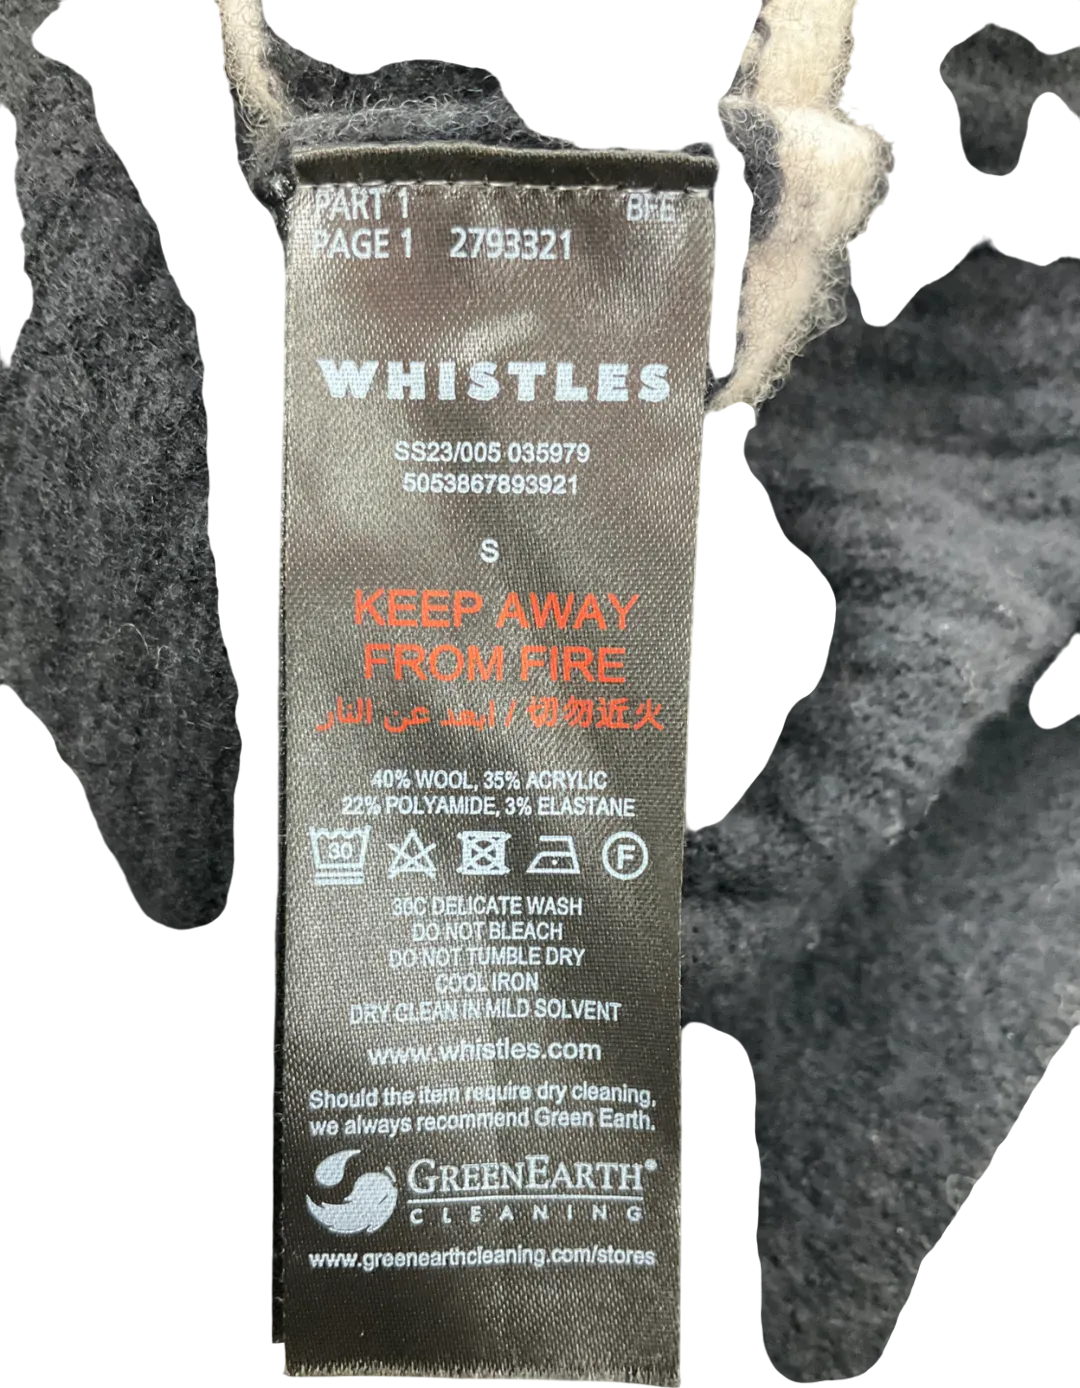 PART 1 BFE
PAGE 1 2793321
WHISTLES
SS23/005 035979
5053867893921
S
KEEP AWAY
FROM FIRE
切勿近火 / ابعد عن النار
40% WOOL, 35% ACRYLIC
22% POLYAMIDE, 3% ELASTANE
30 F
30C DELICATE WASH
DO NOT BLEACH
DO NOT TUMBLE DRY
COOL IRON
DRY CLEAN IN MILD SOLVENT
www.whistles.com
Should the item require dry cleaning,
we always recommend Green Earth.
GREENEARTH®
CLEANING
www.greenearthcleaning.com/stores